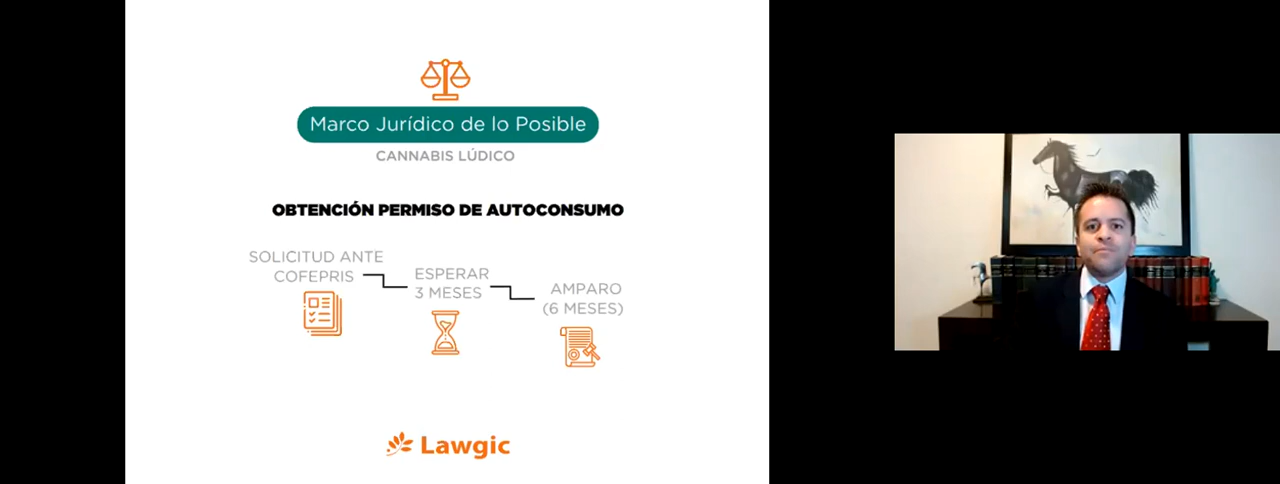 Marco Jurídico de lo Posible
CANNABIS LÚDICO
OBTENCIÓN PERMISO DE AUTOCONSUMO
SOLICITUD ANTE
COFEPRIS
ESPERAR
3 MESES
AMPARO
(6 MESES)
Lawgic